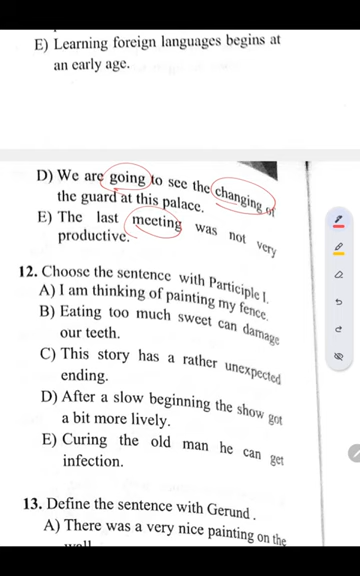 E) Learning foreign languages begins at
an early age.
D) We are going to see the changing of
the guard at this palace.
E) The last meeting was not very
productive.
12. Choose the sentence with Participle I.
A) I am thinking of painting my fence.
B) Eating too much sweet can damage
our teeth.
C) This story has a rather unexpected
ending.
D) After a slow beginning the show got
a bit more lively.
E) Curing the old man he can get
infection.
13. Define the sentence with Gerund .
A) There was a very nice painting on the
wall